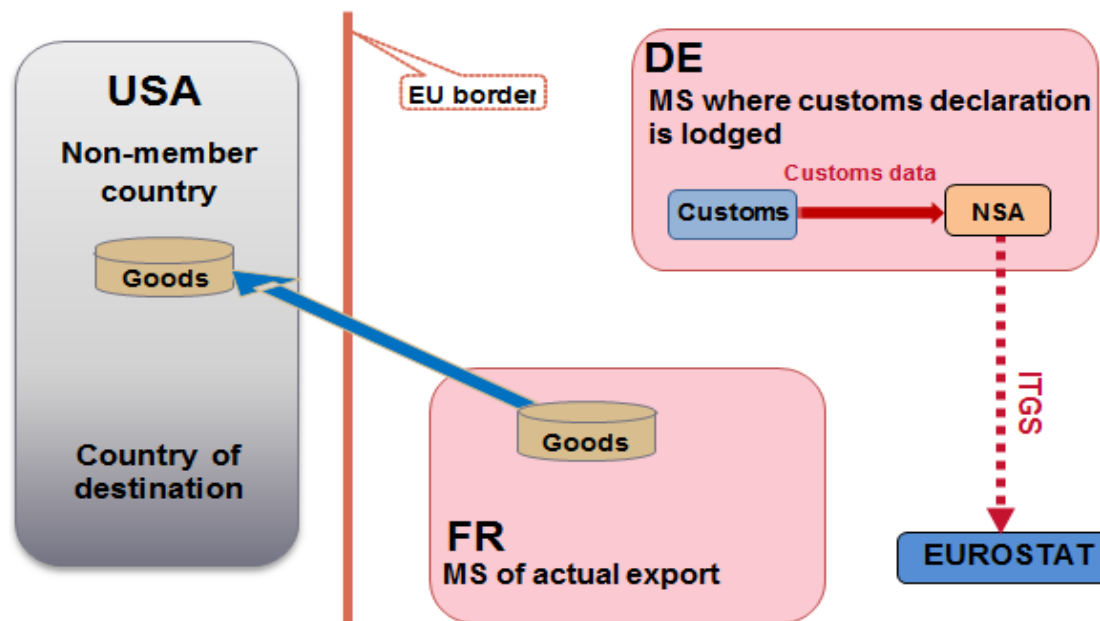 USA
Non-member
country
Goods
Country of
destination
EU border
DE
MS where customs declaration
is lodged
Customs data
Customs
NSA
ITGS
EUROSTAT
Goods
FR
MS of actual export